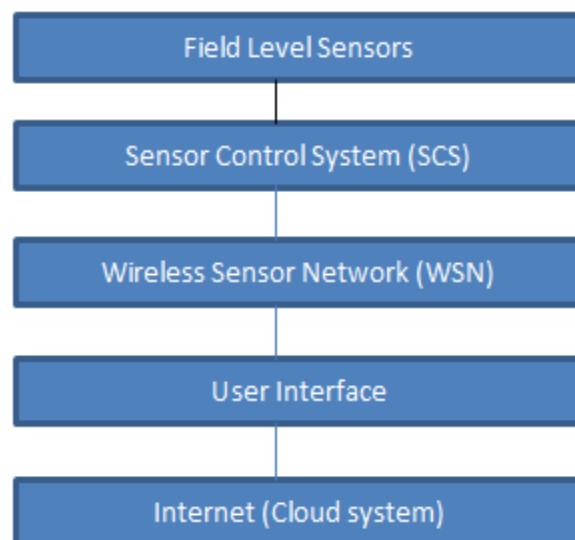 Field Level Sensors
Sensor Control System (SCS)
Wireless Sensor Network (WSN)
User Interface
Internet (Cloud system)